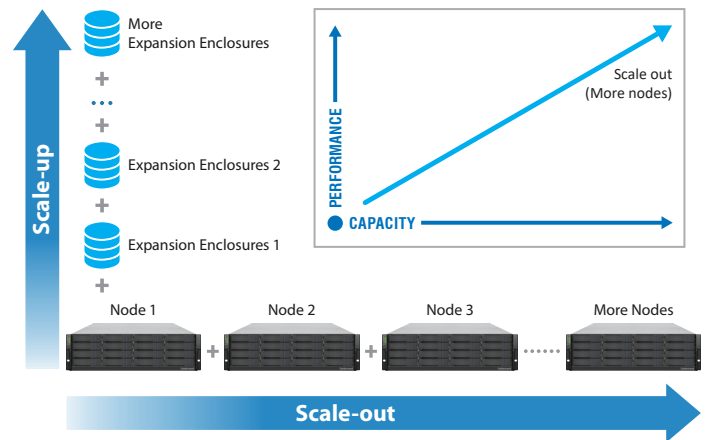 More
Expansion Enclosures
Expansion Enclosures 2
Expansion Enclosures 1
Scale-up
PERFORMANCE
CAPACITY
Scale out
(More nodes)
Node 1
Node 2
Node 3
More Nodes
Scale-out